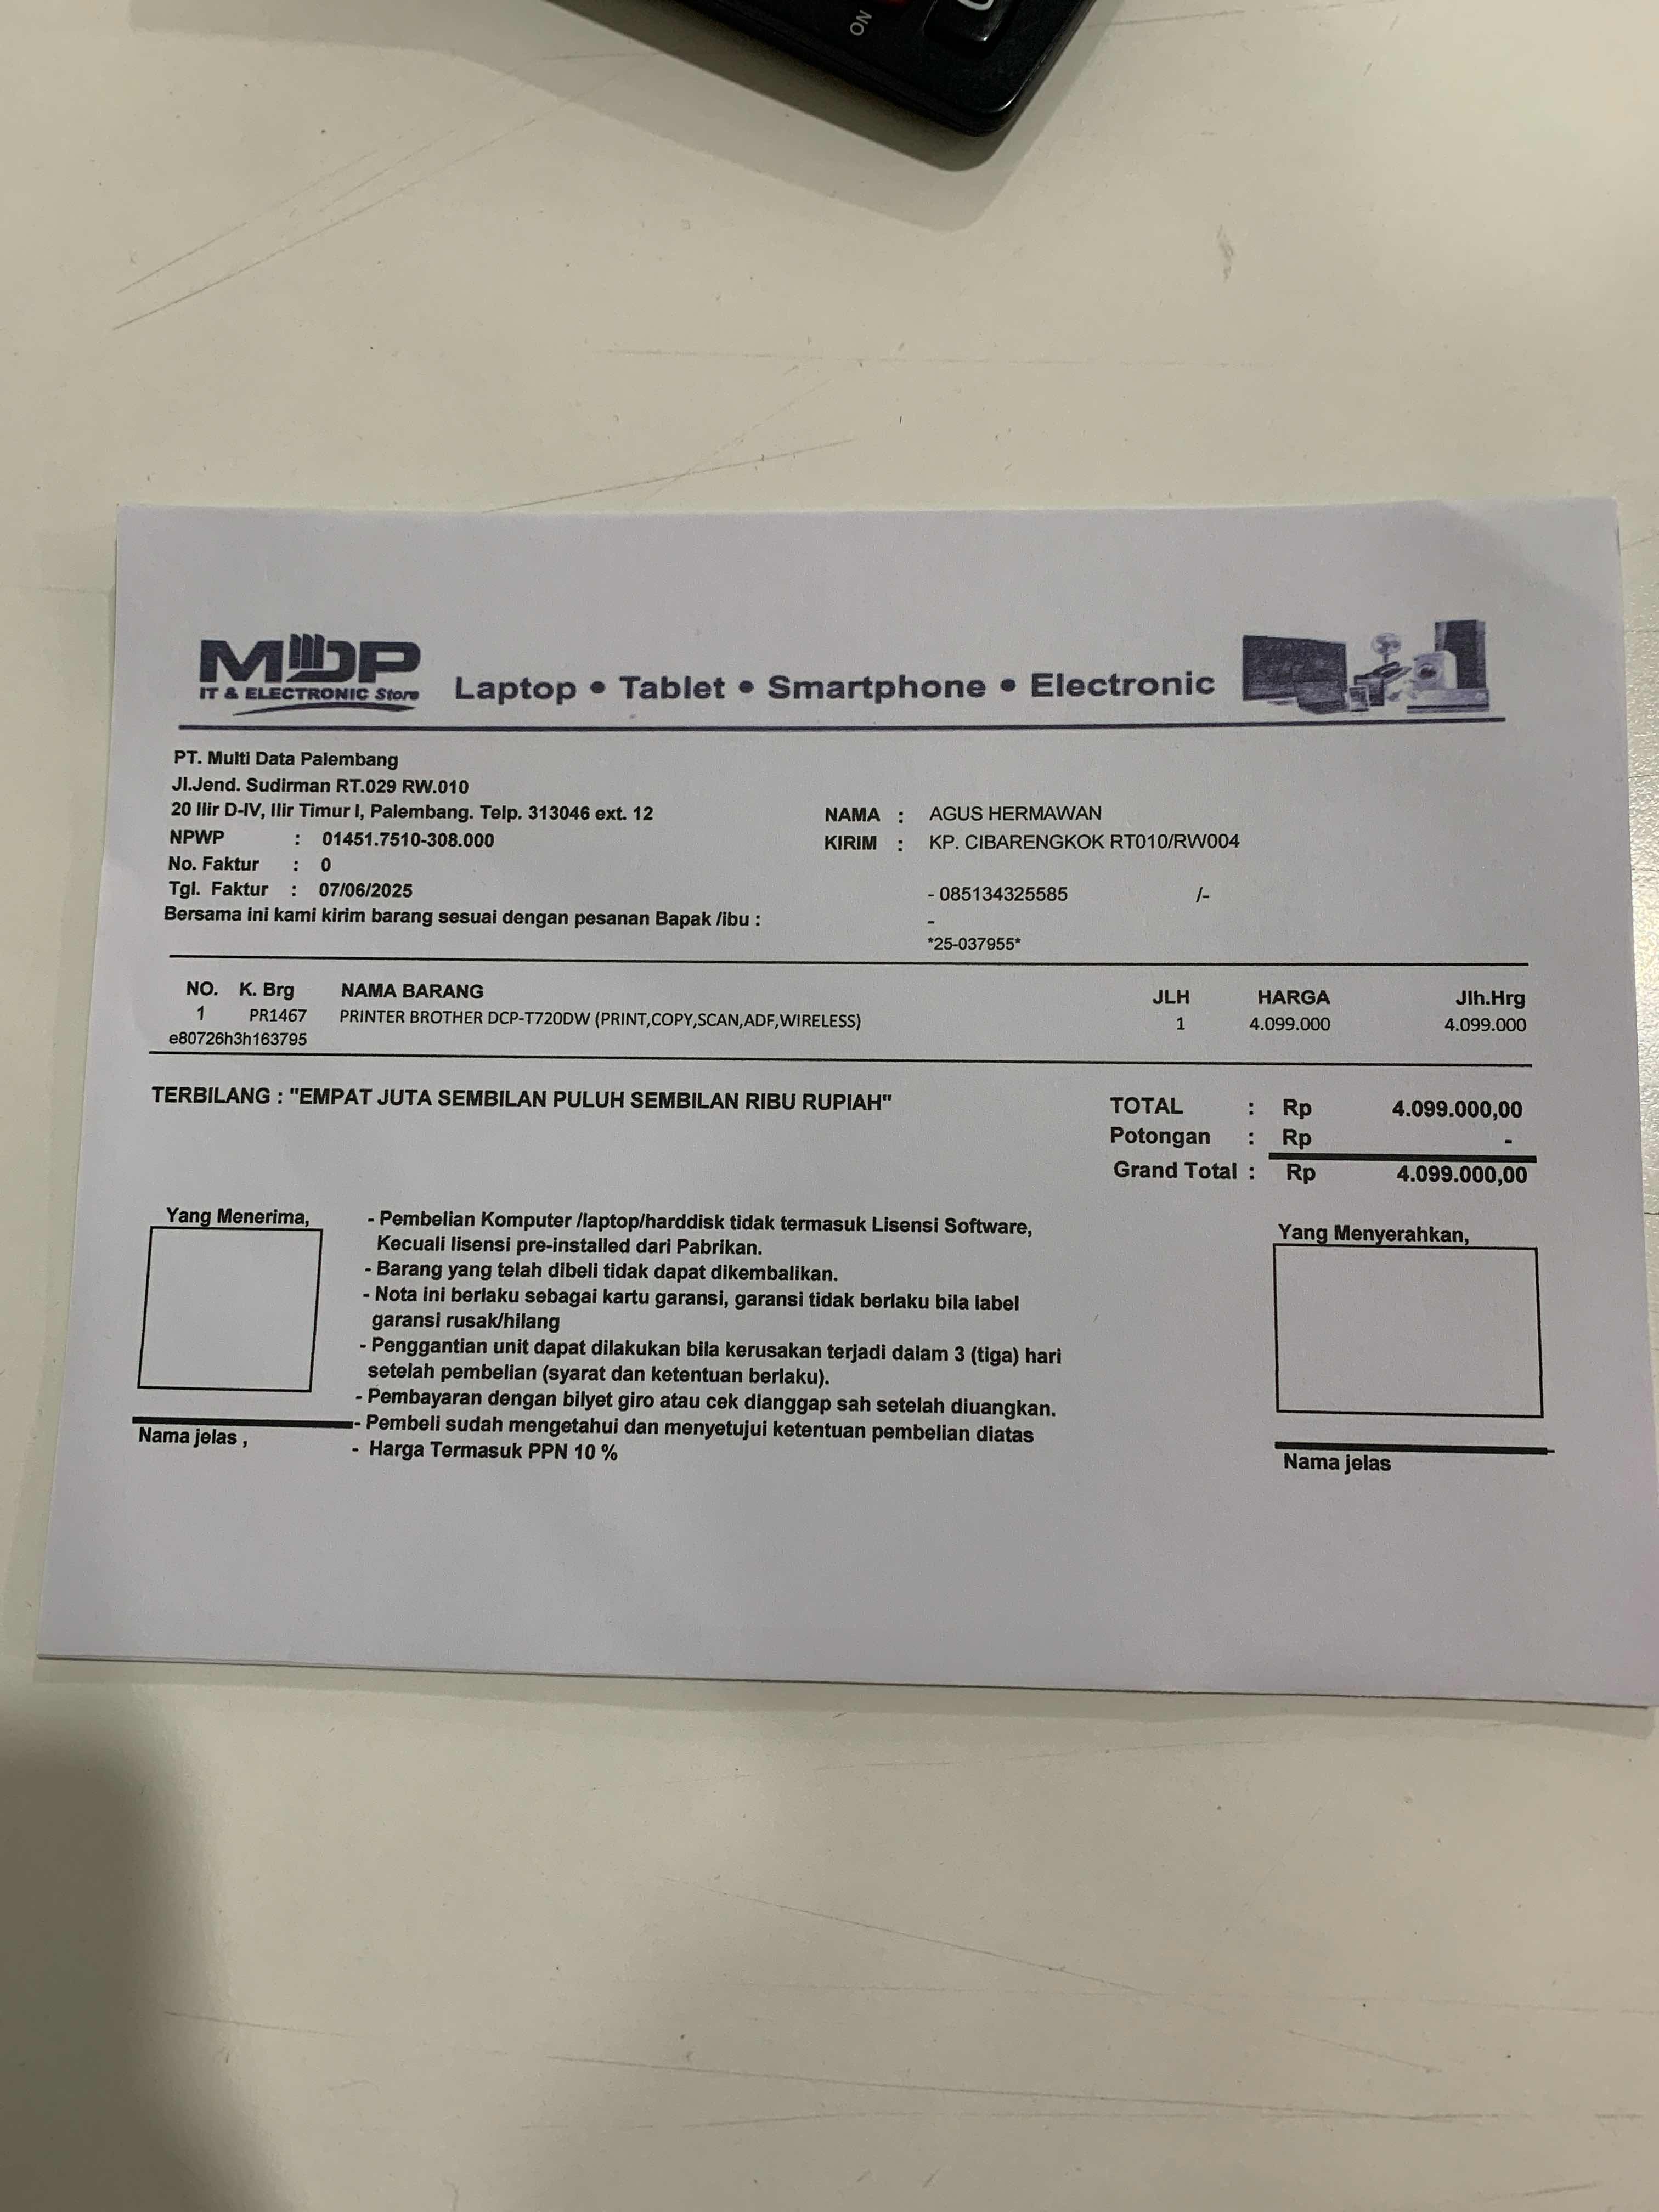 ON
MDP
IT & ELECTRONIC Store
Laptop • Tablet • Smartphone • Electronic
PT. Multi Data Palembang
Jl.Jend. Sudirman RT.029 RW.010
20 Ilir D-IV, Ilir Timur I, Palembang. Telp. 313046 ext. 12
NPWP : 01451.7510-308.000
No. Faktur : 0
Tgl. Faktur : 07/06/2025
Bersama ini kami kirim barang sesuai dengan pesanan Bapak /ibu :
NAMA : AGUS HERMAWAN
KIRIM : KP. CIBARENGKOK RT010/RW004
- 085134325585 /-
-
*25-037955*
NO. K. Brg NAMA BARANG JLH HARGA Jlh.Hrg
1 PR1467 PRINTER BROTHER DCP-T720DW (PRINT,COPY,SCAN,ADF,WIRELESS) 1 4.099.000 4.099.000
e80726h3h163795
TERBILANG : "EMPAT JUTA SEMBILAN PULUH SEMBILAN RIBU RUPIAH"
TOTAL : Rp 4.099.000,00
Potongan : Rp -
Grand Total : Rp 4.099.000,00
Yang Menerima,
- Pembelian Komputer /laptop/harddisk tidak termasuk Lisensi Software,
Kecuali lisensi pre-installed dari Pabrikan.
- Barang yang telah dibeli tidak dapat dikembalikan.
- Nota ini berlaku sebagai kartu garansi, garansi tidak berlaku bila label
garansi rusak/hilang
- Penggantian unit dapat dilakukan bila kerusakan terjadi dalam 3 (tiga) hari
setelah pembelian (syarat dan ketentuan berlaku).
- Pembayaran dengan bilyet giro atau cek dianggap sah setelah diuangkan.
- Pembeli sudah mengetahui dan menyetujui ketentuan pembelian diatas
- Harga Termasuk PPN 10 %
Nama jelas ,
Yang Menyerahkan,
Nama jelas